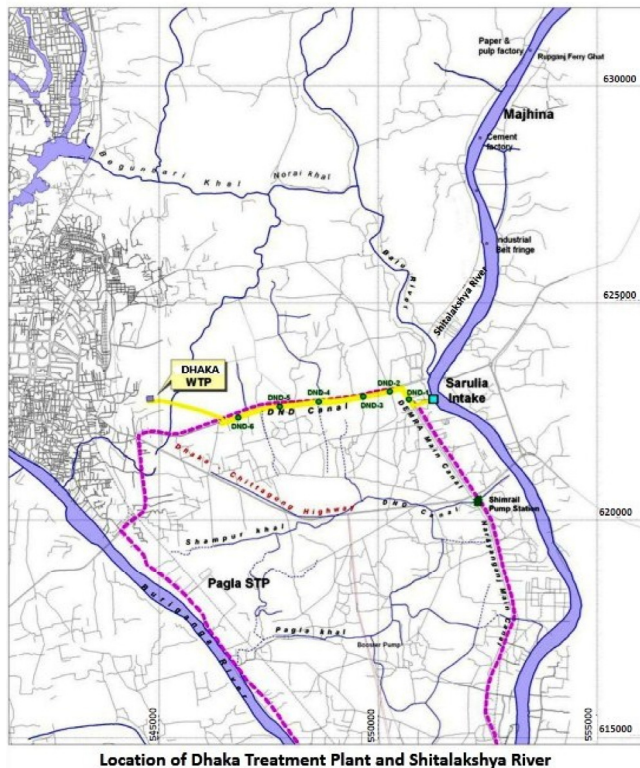 Paper &
pulp factory
Rupganj Ferry Ghat
630000
Majhina
Cement
factory
Begunbari Khal
Norai khal
Industrial
Belt fringe
Balu River
Shitalakshya River
625000
DHAKA
WTP
DND-5
DND-4
DND-2
DND-1
Sarulia
Intake
DND-3
DND Canal
DND-6
Dhaka - Chittagong Highway
DND Canal
Shimrail
Pump Station
620000
Shampur khal
Narayanganj Main Canal
Pagla STP
Buriganga River
Pagla khal
Booster Pump
545000
550000
555000
615000
Location of Dhaka Treatment Plant and Shitalakshya River